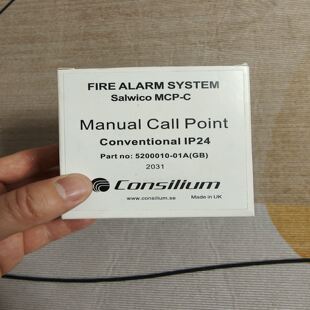 FIRE ALARM SYSTEM
Salwico MCP-C
Manual Call Point
Conventional IP24
Part no: 5200010-01A(GB)
2031
Consilium
www.consilium.se Made in UK